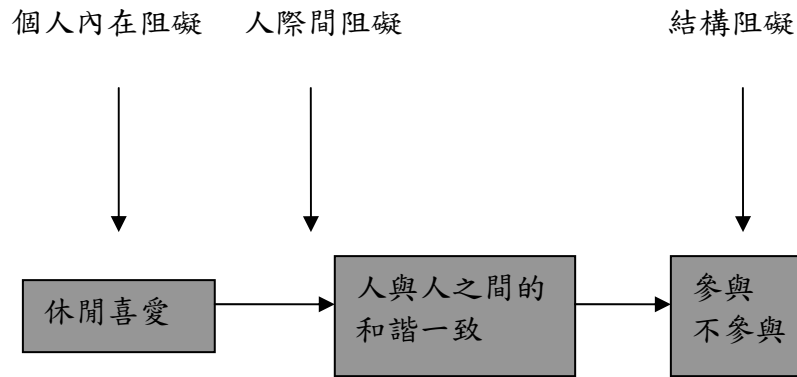 個人內在阻礙 人際間阻礙 結構阻礙
休閒喜愛
人與人之間的
和諧一致
參與
不參與